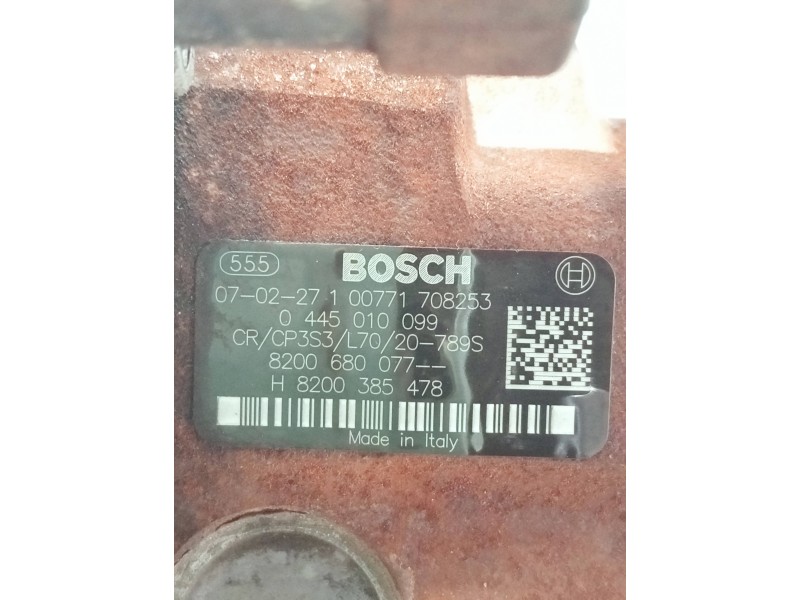 555 BOSCH
07-02-27 1 00771 708253
0 445 010 099
CR/CP3S3/L70/20-789S
8200 680 077--
H 8200 385 478
Made in Italy